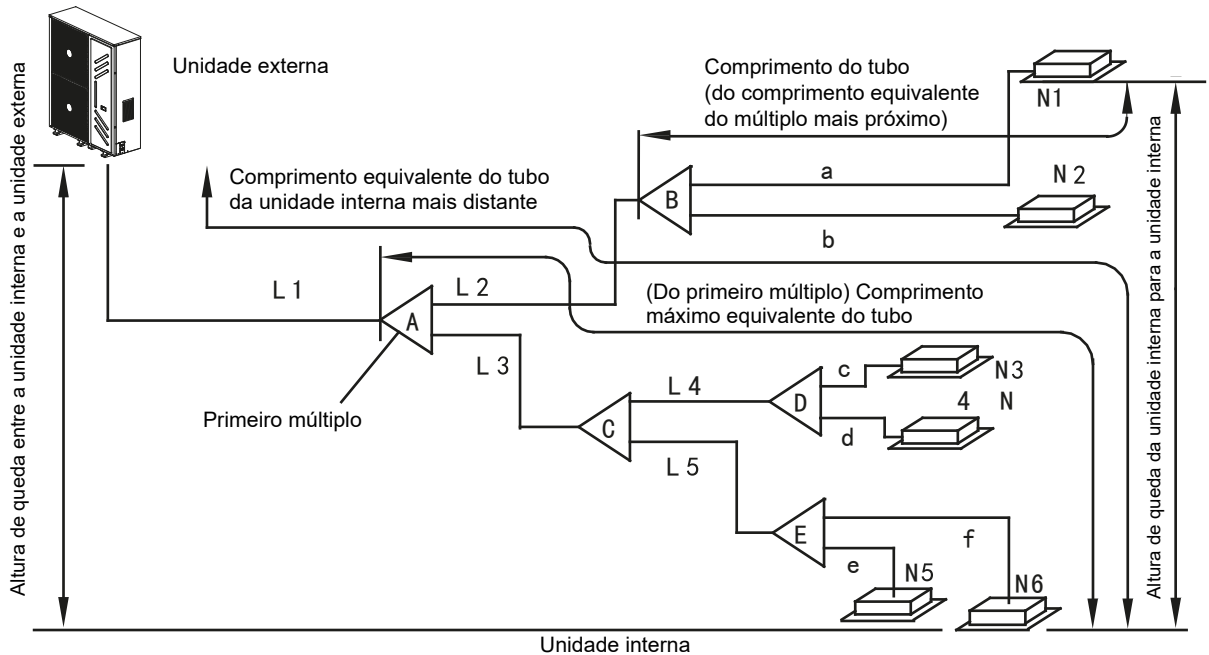 Altura de queda entre a unidade interna e a unidade externa
Unidade externa
Comprimento do tubo
(do comprimento equivalente
do múltiplo mais próximo)
N1
Comprimento equivalente do tubo
da unidade interna mais distante
B
a
N 2
b
L 1
L 2
A
(Do primeiro múltiplo) Comprimento
máximo equivalente do tubo
L 3
Primeiro múltiplo
L 4
C
D
c
N3
4 N
d
L 5
E
f
e
N5
N6
Altura de queda da unidade interna para a unidade interna
Unidade interna